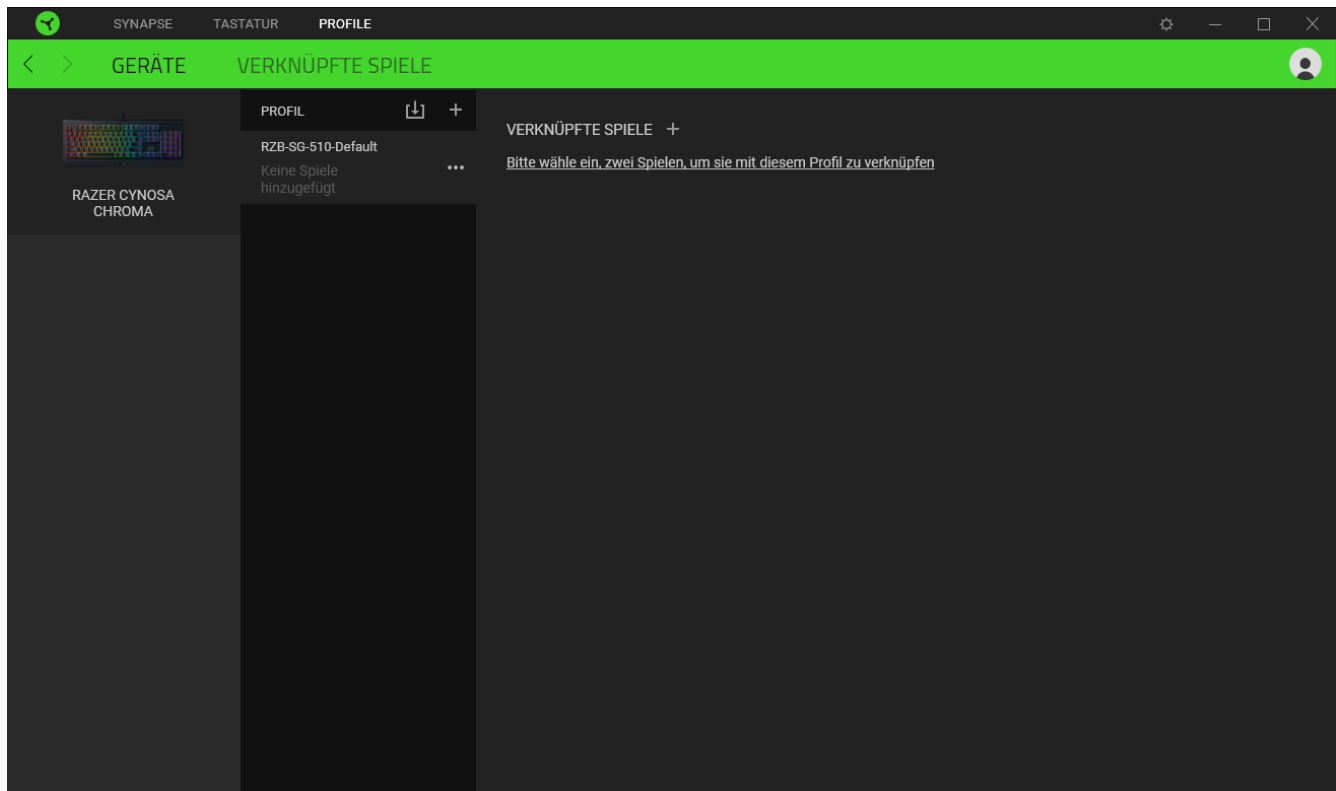 SYNAPSE TASTATUR PROFILE
GERÄTE VERKNÜPFTE SPIELE
RAZER CYNOSA
CHROMA
PROFIL
RZB-SG-510-Default
Keine Spiele
hinzugefügt
VERKNÜPFTE SPIELE
Bitte wähle ein, zwei Spielen, um sie mit diesem Profil zu verknüpfen